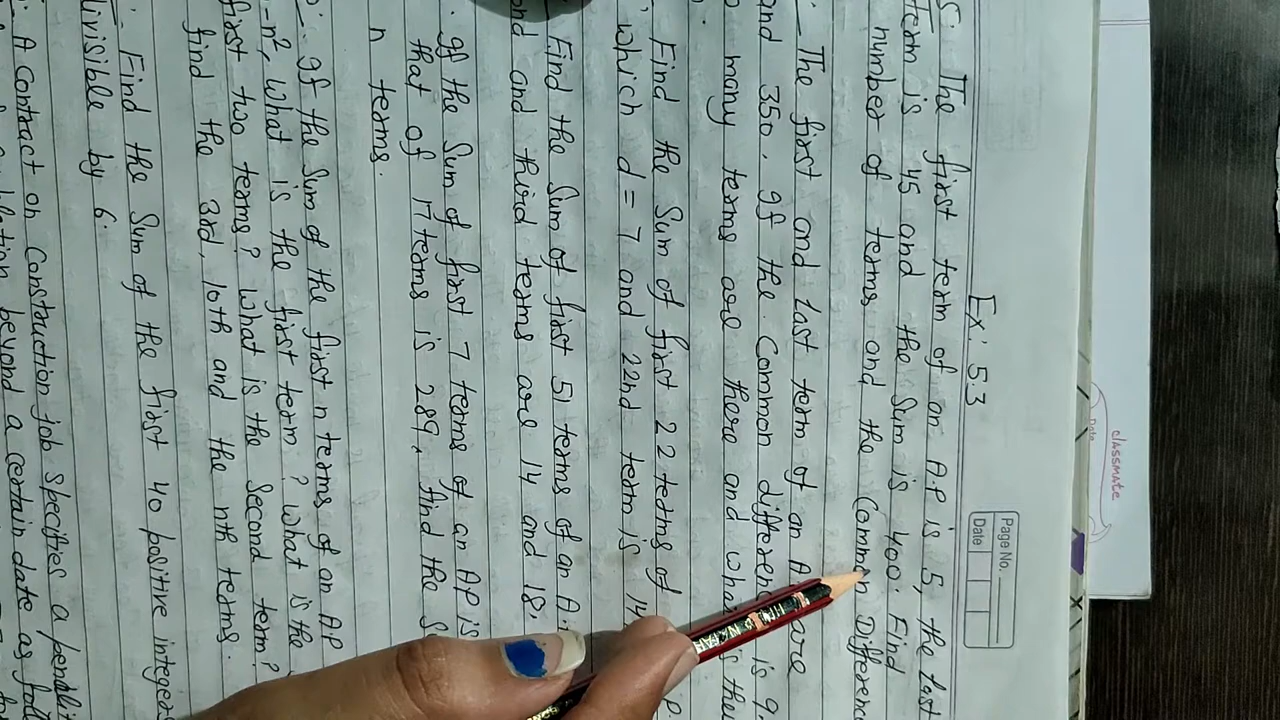 classmate
Page No.
Date
Ex: 5.3
5. The first term of an AP is 5, the last
term is 45 and the sum is 400. Find
number of terms and the Common Difference
The first and last term of an A are
and 350. If the Common differenc is 9.
many terms are there and wha is
Find the Sum of first 22 terms of
which d = 7 and 22nd term is 14
Find the Sum of first 51 terms of an A
and third terms are 14 and 18,
If the Sum of first 7 terms of an AP is
that of 17 terms is 289, find the S
n terms.
If the Sum of the first n terms of an AP
-n², What is the first term? What is the
first two terms? What is the Second term?
find the 3rd, 10th and the nth terms.
Find the Sum of the first 40 positive integers
divisible by 6.
A Contract on Construction job Specifies a penalt
beyond a certain date as